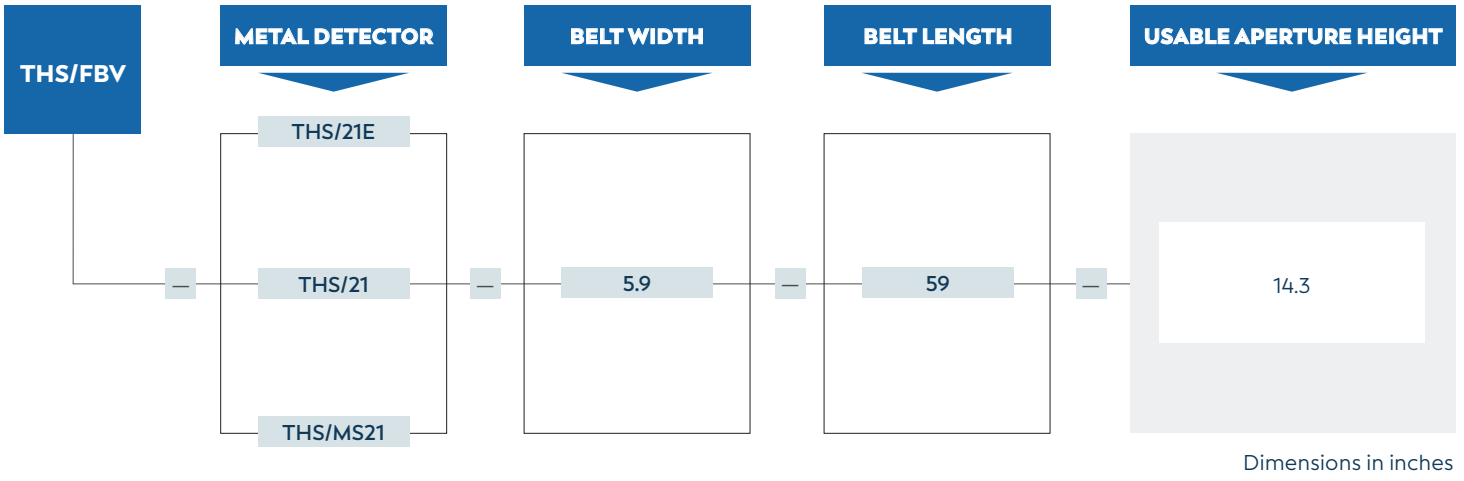 THS/FBV
METAL DETECTOR
BELT WIDTH
BELT LENGTH
USABLE APERTURE HEIGHT
THS/21E
— THS/21 — 5.9 — 59 — 14.3
THS/MS21
Dimensions in inches